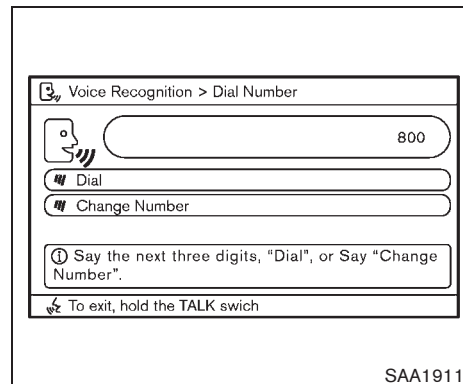 Voice Recognition > Dial Number
800
Dial
Change Number
ⓘ Say the next three digits, “Dial”, or Say “Change
Number”.
To exit, hold the TALK swich
SAA1911